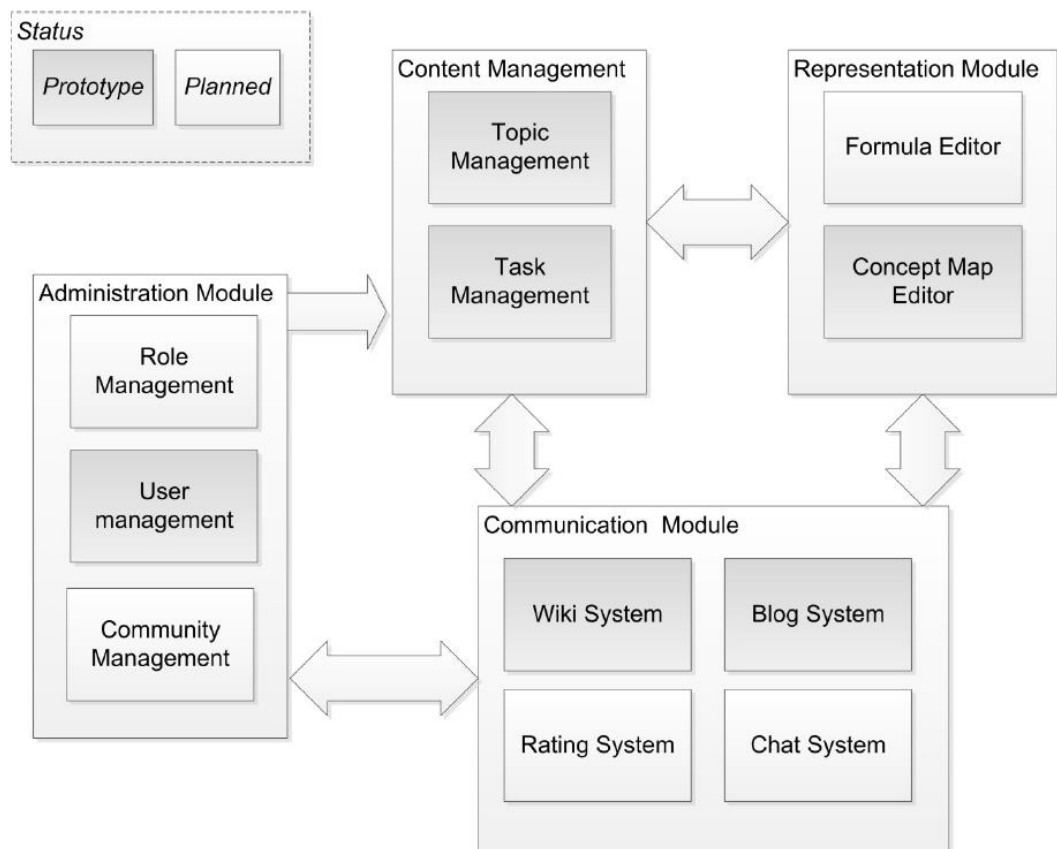 Status
Prototype
Planned
Content Management
Topic
Management
Task
Management
Representation Module
Formula Editor
Concept Map
Editor
Administration Module
Role
Management
User
management
Community
Management
Communication Module
Wiki System
Blog System
Rating System
Chat System